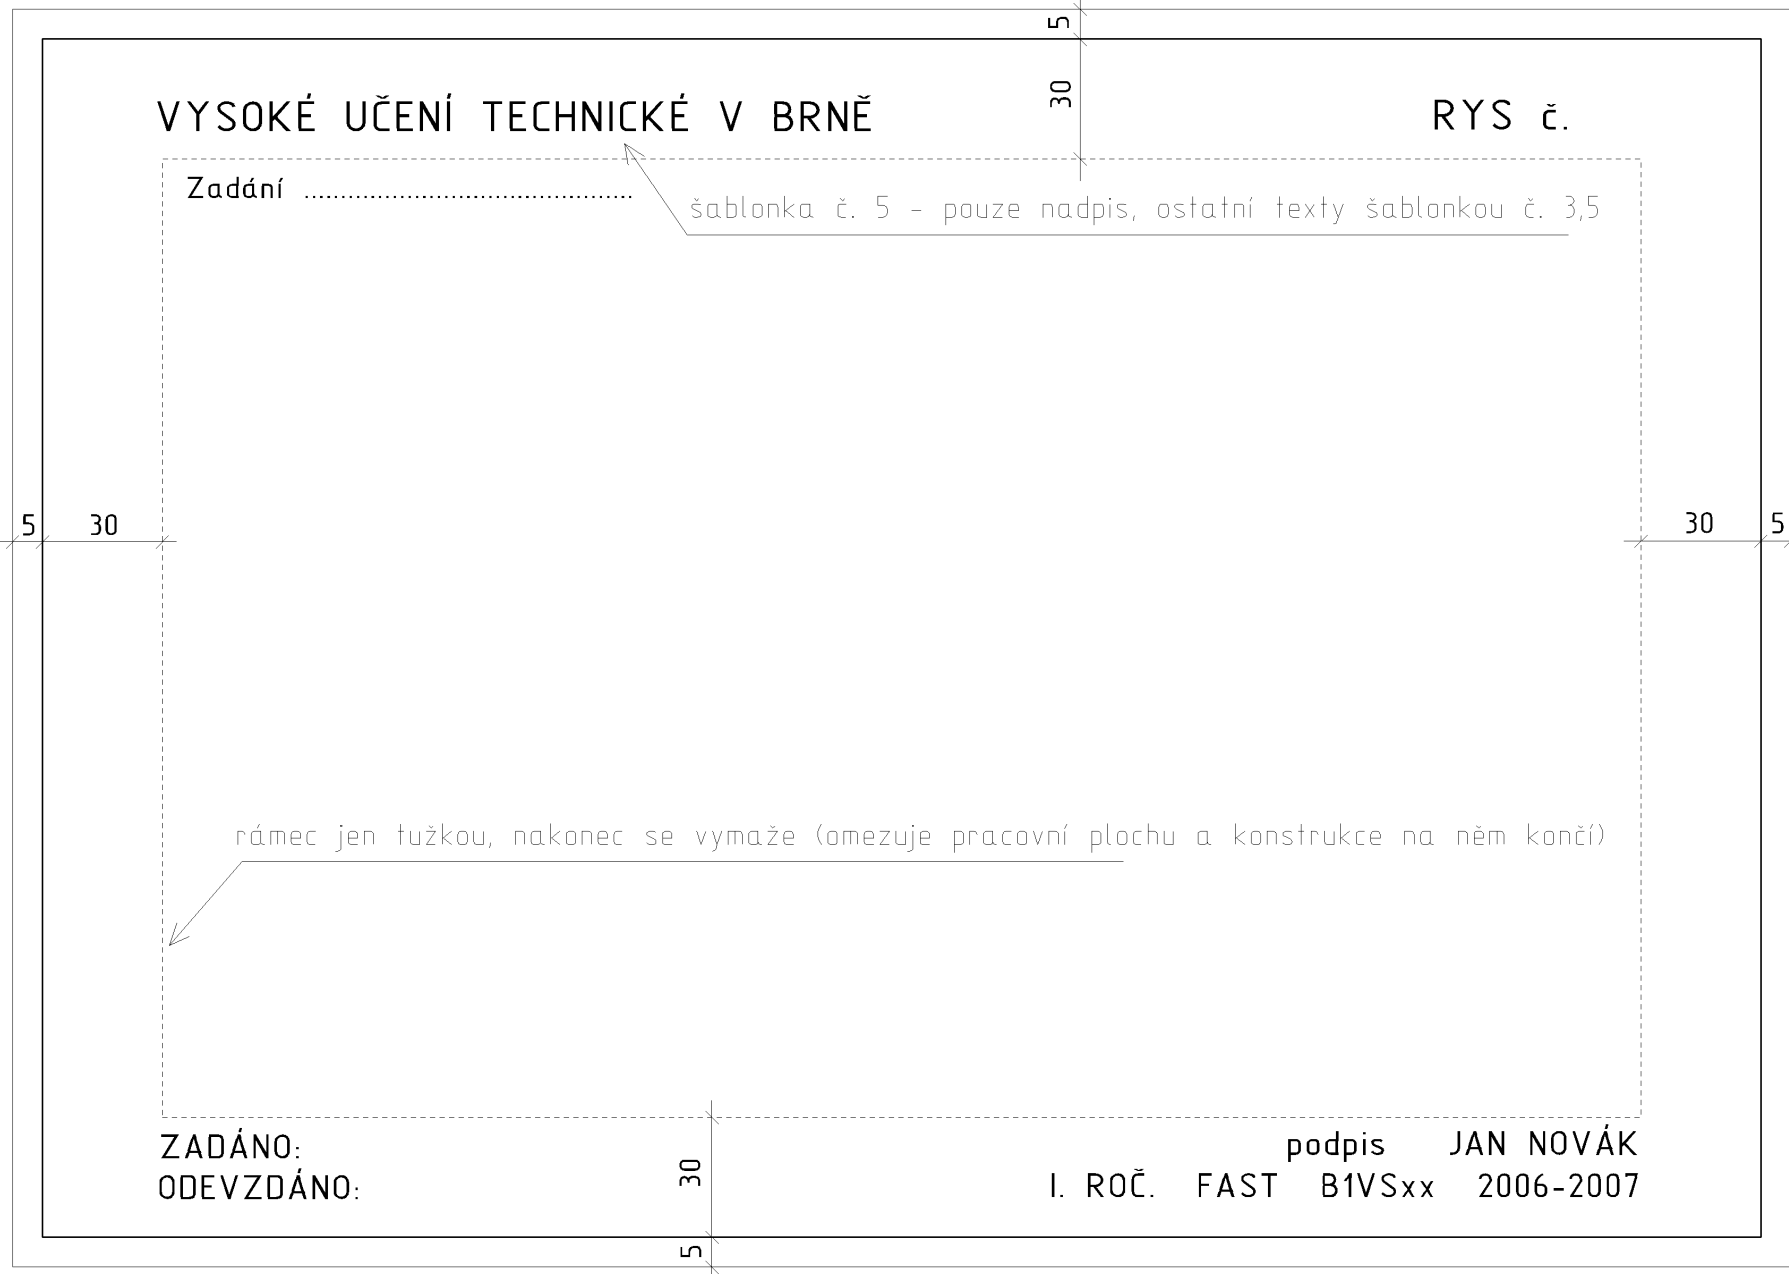 5
30
VYSOKÉ UČENÍ TECHNICKÉ V BRNĚ RYS č.
Zadání ..............................................
šablonka č. 5 - pouze nadpis, ostatní texty šablonkou č. 3,5
5 30 30 5
rámec jen tužkou, nakonec se vymaže (omezuje pracovní plochu a konstrukce na něm končí)
ZADÁNO: podpis JAN NOVÁK
30
ODEVZDÁNO: I. ROČ. FAST B1VSxx 2006-2007
5